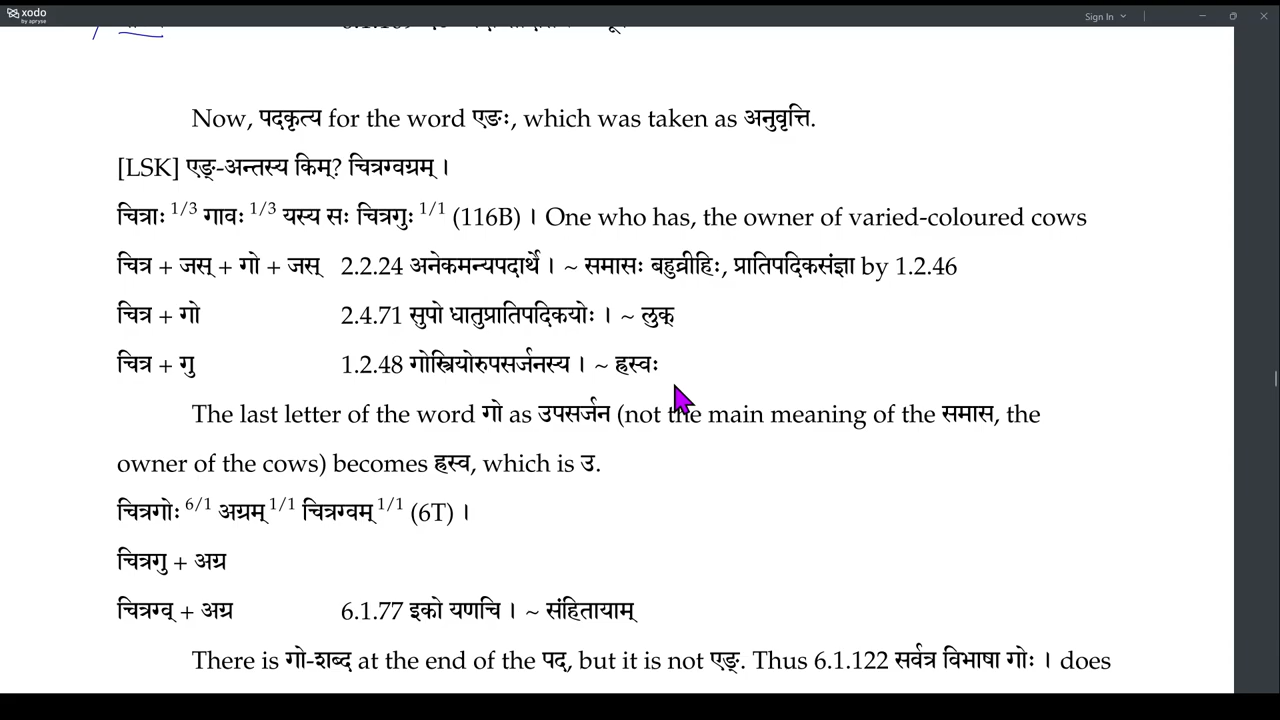 xodo
by apryse
Sign In
Now, पदकृत्य for the word एङः, which was taken as अनुवृत्ति.
[LSK] एङ्-अन्तस्य किम्? चित्रग्वग्रम् ।
चित्राः 1/3 गावः 1/3 यस्य सः चित्रगुः 1/1 (116B) । One who has, the owner of varied-coloured cows
चित्र + जस् + गो + जस् 2.2.24 अनेकमन्यपदार्थे । ~ समासः बहुव्रीहिः, प्रातिपदिकसंज्ञा by 1.2.46
चित्र + गो 2.4.71 सुपो धातुप्रातिपदिकयोः । ~ लुक्
चित्र + गु 1.2.48 गोस्त्रियोरुपसर्जनस्य । ~ ह्रस्वः
The last letter of the word गो as उपसर्जन (not the main meaning of the समास, the
owner of the cows) becomes ह्रस्व, which is उ.
चित्रगोः 6/1 अग्रम् 1/1 चित्रग्वम् 1/1 (6T) ।
चित्रगु + अग्र
चित्रग्व् + अग्र 6.1.77 इको यणचि । ~ संहितायाम्
There is गो-शब्द at the end of the पद, but it is not एङ्. Thus 6.1.122 सर्वत्र विभाषा गोः । does